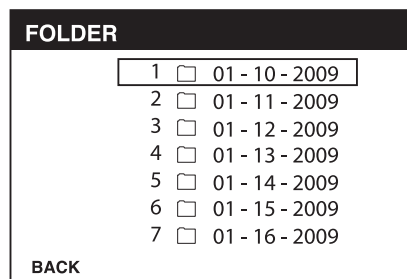 FOLDER
1 01 - 10 - 2009
2 01 - 11 - 2009
3 01 - 12 - 2009
4 01 - 13 - 2009
5 01 - 14 - 2009
6 01 - 15 - 2009
7 01 - 16 - 2009
BACK